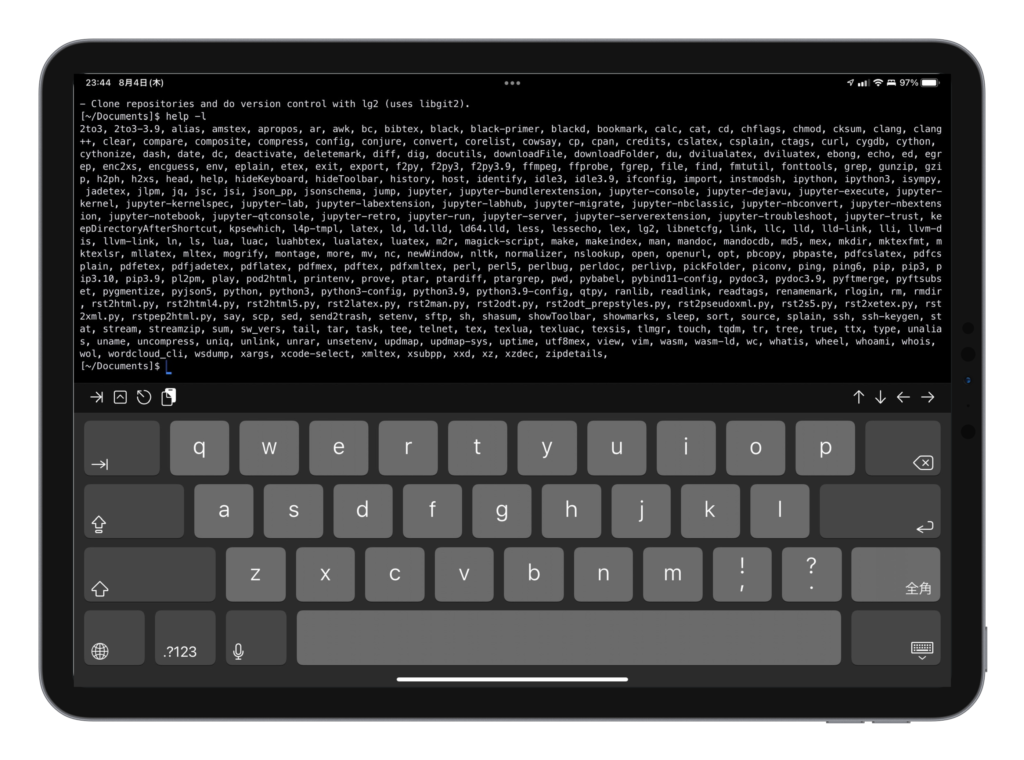 23:44 8月4日(木)
97%
– Clone repositories and do version control with lg2 (uses libgit2).
[~/Documents]$ help -l
2to3, 2to3-3.9, alias, amstex, apropos, ar, awk, bc, bibtex, black, black-primer, blackd, bookmark, calc, cat, cd, chflags, chmod, cksum, clang, clang
++, clear, compare, composite, compress, config, conjure, convert, corelist, cowsay, cp, cpan, credits, cslatex, csplain, ctags, curl, cygdb, cython,
cythonize, dash, date, dc, deactivate, deletemark, diff, dig, docutils, downloadFile, downloadFolder, du, dvilualatex, dviluatex, ebong, echo, ed, egr
ep, enc2xs, encguess, env, eplain, etex, exit, export, f2py, f2py3, f2py3.9, ffmpeg, ffprobe, fgrep, file, find, fmtutil, fonttools, grep, gunzip, gzi
p, h2ph, h2xs, head, help, hideKeyboard, hideToolbar, history, host, identify, idle3, idle3.9, ifconfig, import, instmodsh, ipython, ipython3, isympy,
jadetex, jlpm, jq, jsc, jsi, json_pp, jsonschema, jump, jupyter, jupyter-bundlerextension, jupyter-console, jupyter-dejavu, jupyter-execute, jupyter-
kernel, jupyter-kernelspec, jupyter-lab, jupyter-labextension, jupyter-labhub, jupyter-migrate, jupyter-nbclassic, jupyter-nbconvert, jupyter-nbextens
ion, jupyter-notebook, jupyter-qtconsole, jupyter-retro, jupyter-run, jupyter-server, jupyter-serverextension, jupyter-troubleshoot, jupyter-trust, ke
epDirectoryAfterShortcut, kpsewhich, l4p-tmpl, latex, ld, ld.lld, ld64.lld, less, lessecho, lex, lg2, libnetcfg, link, llc, lld, lld-link, lli, llvm-d
is, llvm-link, ln, ls, lua, luac, luahbtex, lualatex, luatex, m2r, magick-script, make, makeindex, man, mandoc, mandocdb, md5, mex, mkdir, mktexfmt, m
ktexlsr, mllatex, mltex, mogrify, montage, more, mv, nc, newWindow, nltk, normalizer, nslookup, open, openurl, opt, pbcopy, pbpaste, pdfcslatex, pdfcs
plain, pdfetex, pdfjadetex, pdflatex, pdfmex, pdftex, pdfxmltex, perl, perl5, perlbug, perldoc, perlivp, pickFolder, piconv, ping, ping6, pip, pip3, p
ip3.10, pip3.9, pl2pm, play, pod2html, printenv, prove, ptar, ptardiff, ptargrep, pwd, pybabel, pybind11-config, pydoc3, pydoc3.9, pyftmerge, pyftsubs
et, pygmentize, pyjson5, python, python3, python3-config, python3.9, python3.9-config, qtpy, ranlib, readlink, readtags, renamemark, rlogin, rm, rmdir
, rst2html.py, rst2html4.py, rst2html5.py, rst2latex.py, rst2man.py, rst2odt.py, rst2odt_prepstyles.py, rst2pseudoxml.py, rst2s5.py, rst2xetex.py, rst
2xml.py, rstpep2html.py, say, scp, sed, send2trash, setenv, sftp, sh, shasum, showToolbar, showmarks, sleep, sort, source, splain, ssh, ssh-keygen, st
at, stream, streamzip, sum, sw_vers, tail, tar, task, tee, telnet, tex, texlua, texluac, texsis, tlmgr, touch, tqdm, tr, tree, true, ttx, type, unalia
s, uname, uncompress, uniq, unlink, unrar, unsetenv, updmap, updmap-sys, uptime, utf8mex, view, vim, wasm, wasm-ld, wc, whatis, wheel, whoami, whois,
wol, wordcloud_cli, wsdump, xargs, xcode-select, xmltex, xsubpp, xxd, xz, xzdec, zipdetails,
[~/Documents]$
q w e r t y u i o p
a s d f g h j k l
z x c v b n m ! , ? . 全角
.?123